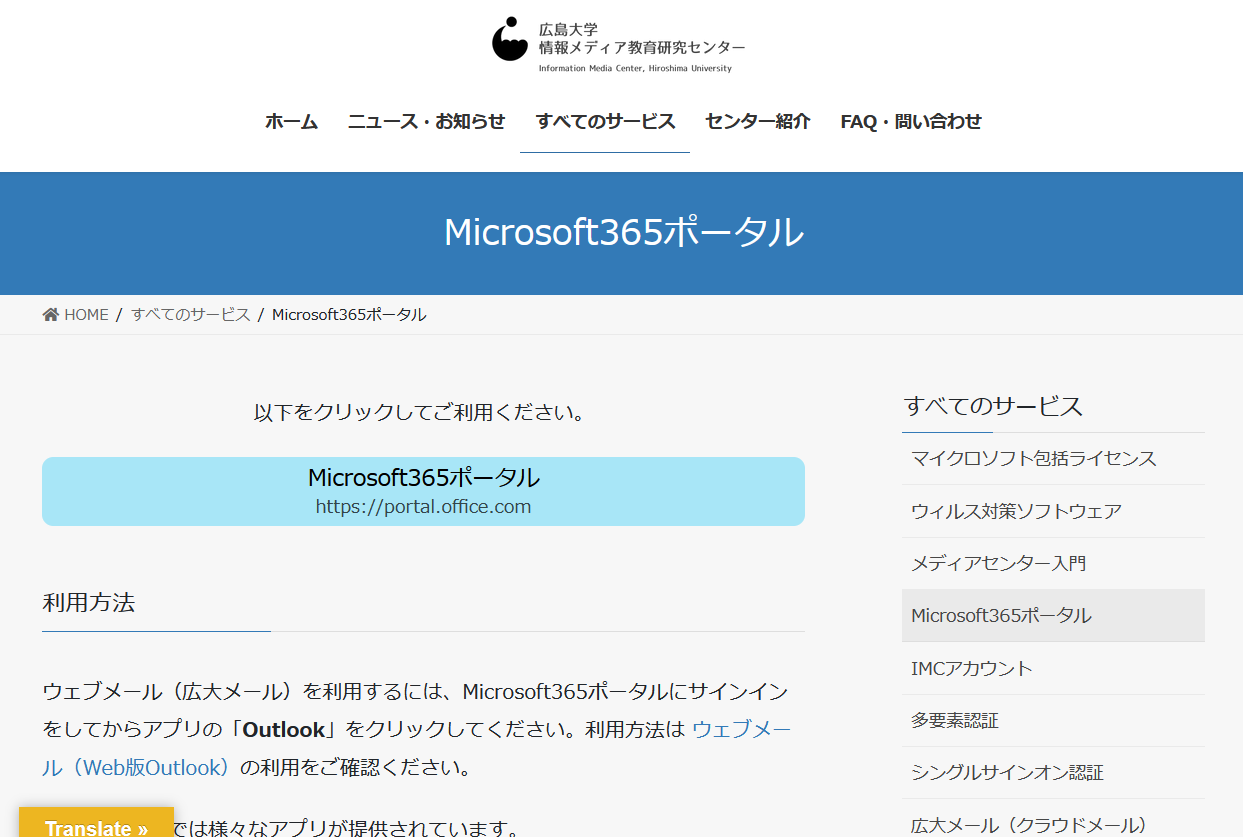 広島大学
情報メディア教育研究センター
Information Media Center, Hiroshima University
ホーム ニュース・お知らせ すべてのサービス センター紹介 FAQ・問い合わせ
Microsoft365ポータル
HOME / すべてのサービス / Microsoft365ポータル
以下をクリックしてご利用ください。
Microsoft365ポータル
https://portal.office.com
利用方法
ウェブメール（広大メール）を利用するには、Microsoft365ポータルにサインイン
をしてからアプリの「Outlook」をクリックしてください。利用方法は ウェブメー
ル（Web版Outlook）の利用をご確認ください。
では様々なアプリが提供されています。
Translate »
すべてのサービス
マイクロソフト包括ライセンス
ウィルス対策ソフトウェア
メディアセンター入門
Microsoft365ポータル
IMCアカウント
多要素認証
シングルサインオン認証
広大メール（クラウドメール）